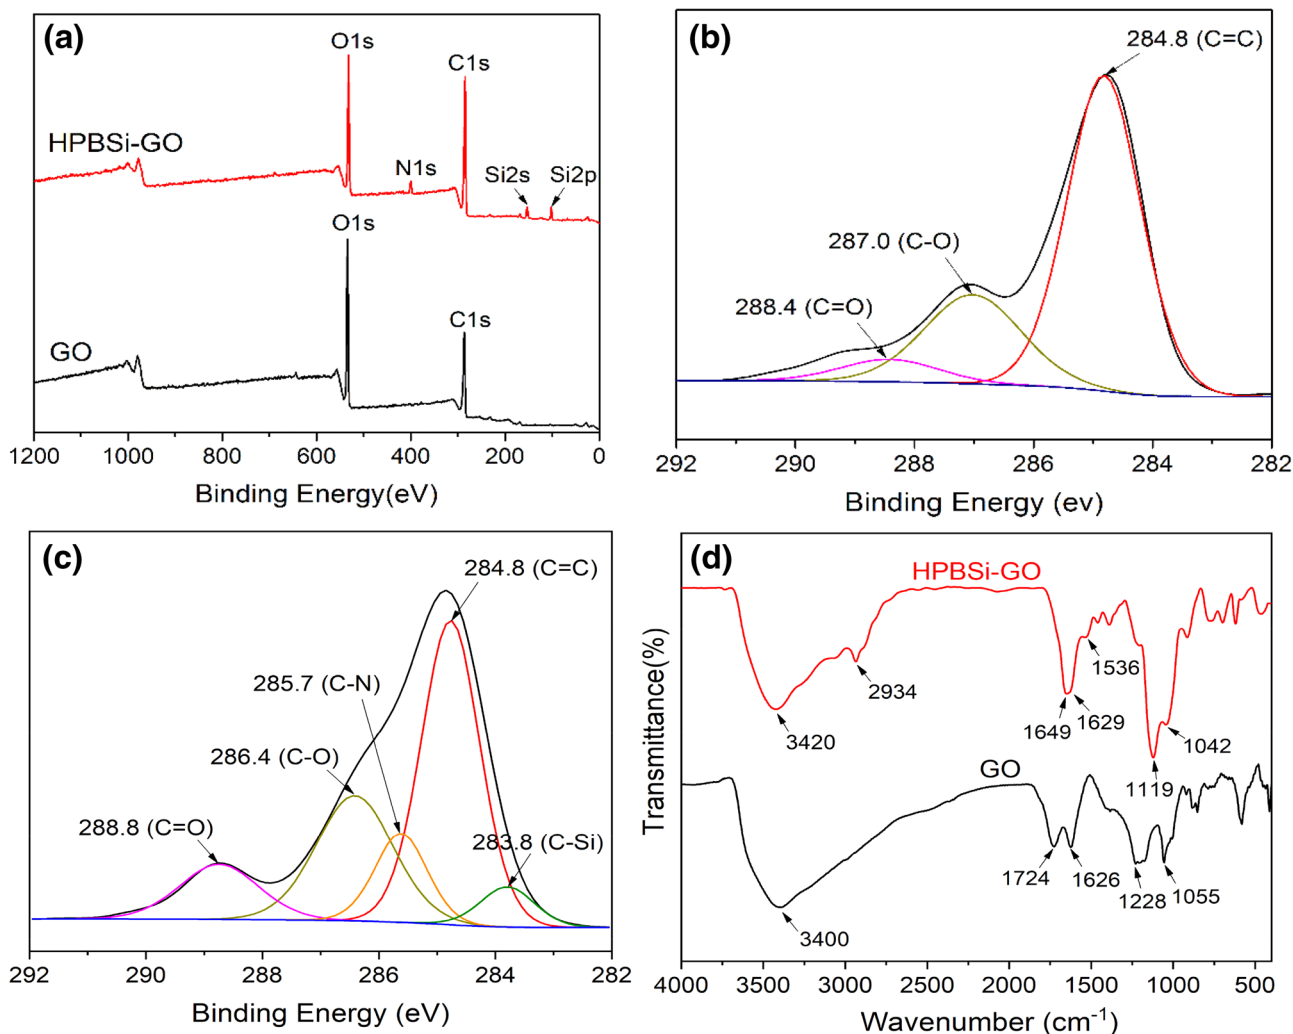 (a)
O1s
C1s
HPBSi-GO
N1s
Si2s
Si2p
O1s
C1s
GO
1200
1000
800
600
400
200
0
Binding Energy(eV)
(b)
284.8 (C=C)
287.0 (C-O)
288.4 (C=O)
292
290
288
286
284
282
Binding Energy (ev)
(c)
284.8 (C=C)
285.7 (C-N)
286.4 (C-O)
288.8 (C=O)
283.8 (C-Si)
292
290
288
286
284
282
Binding Energy (eV)
(d)
HPBSi-GO
Transmittance(%)
2934
3420
1536
1649
1629
1042
1119
GO
1724
1626
1228
1055
3400
4000
3500
3000
2500
2000
1500
1000
500
Wavenumber (cm⁻¹)